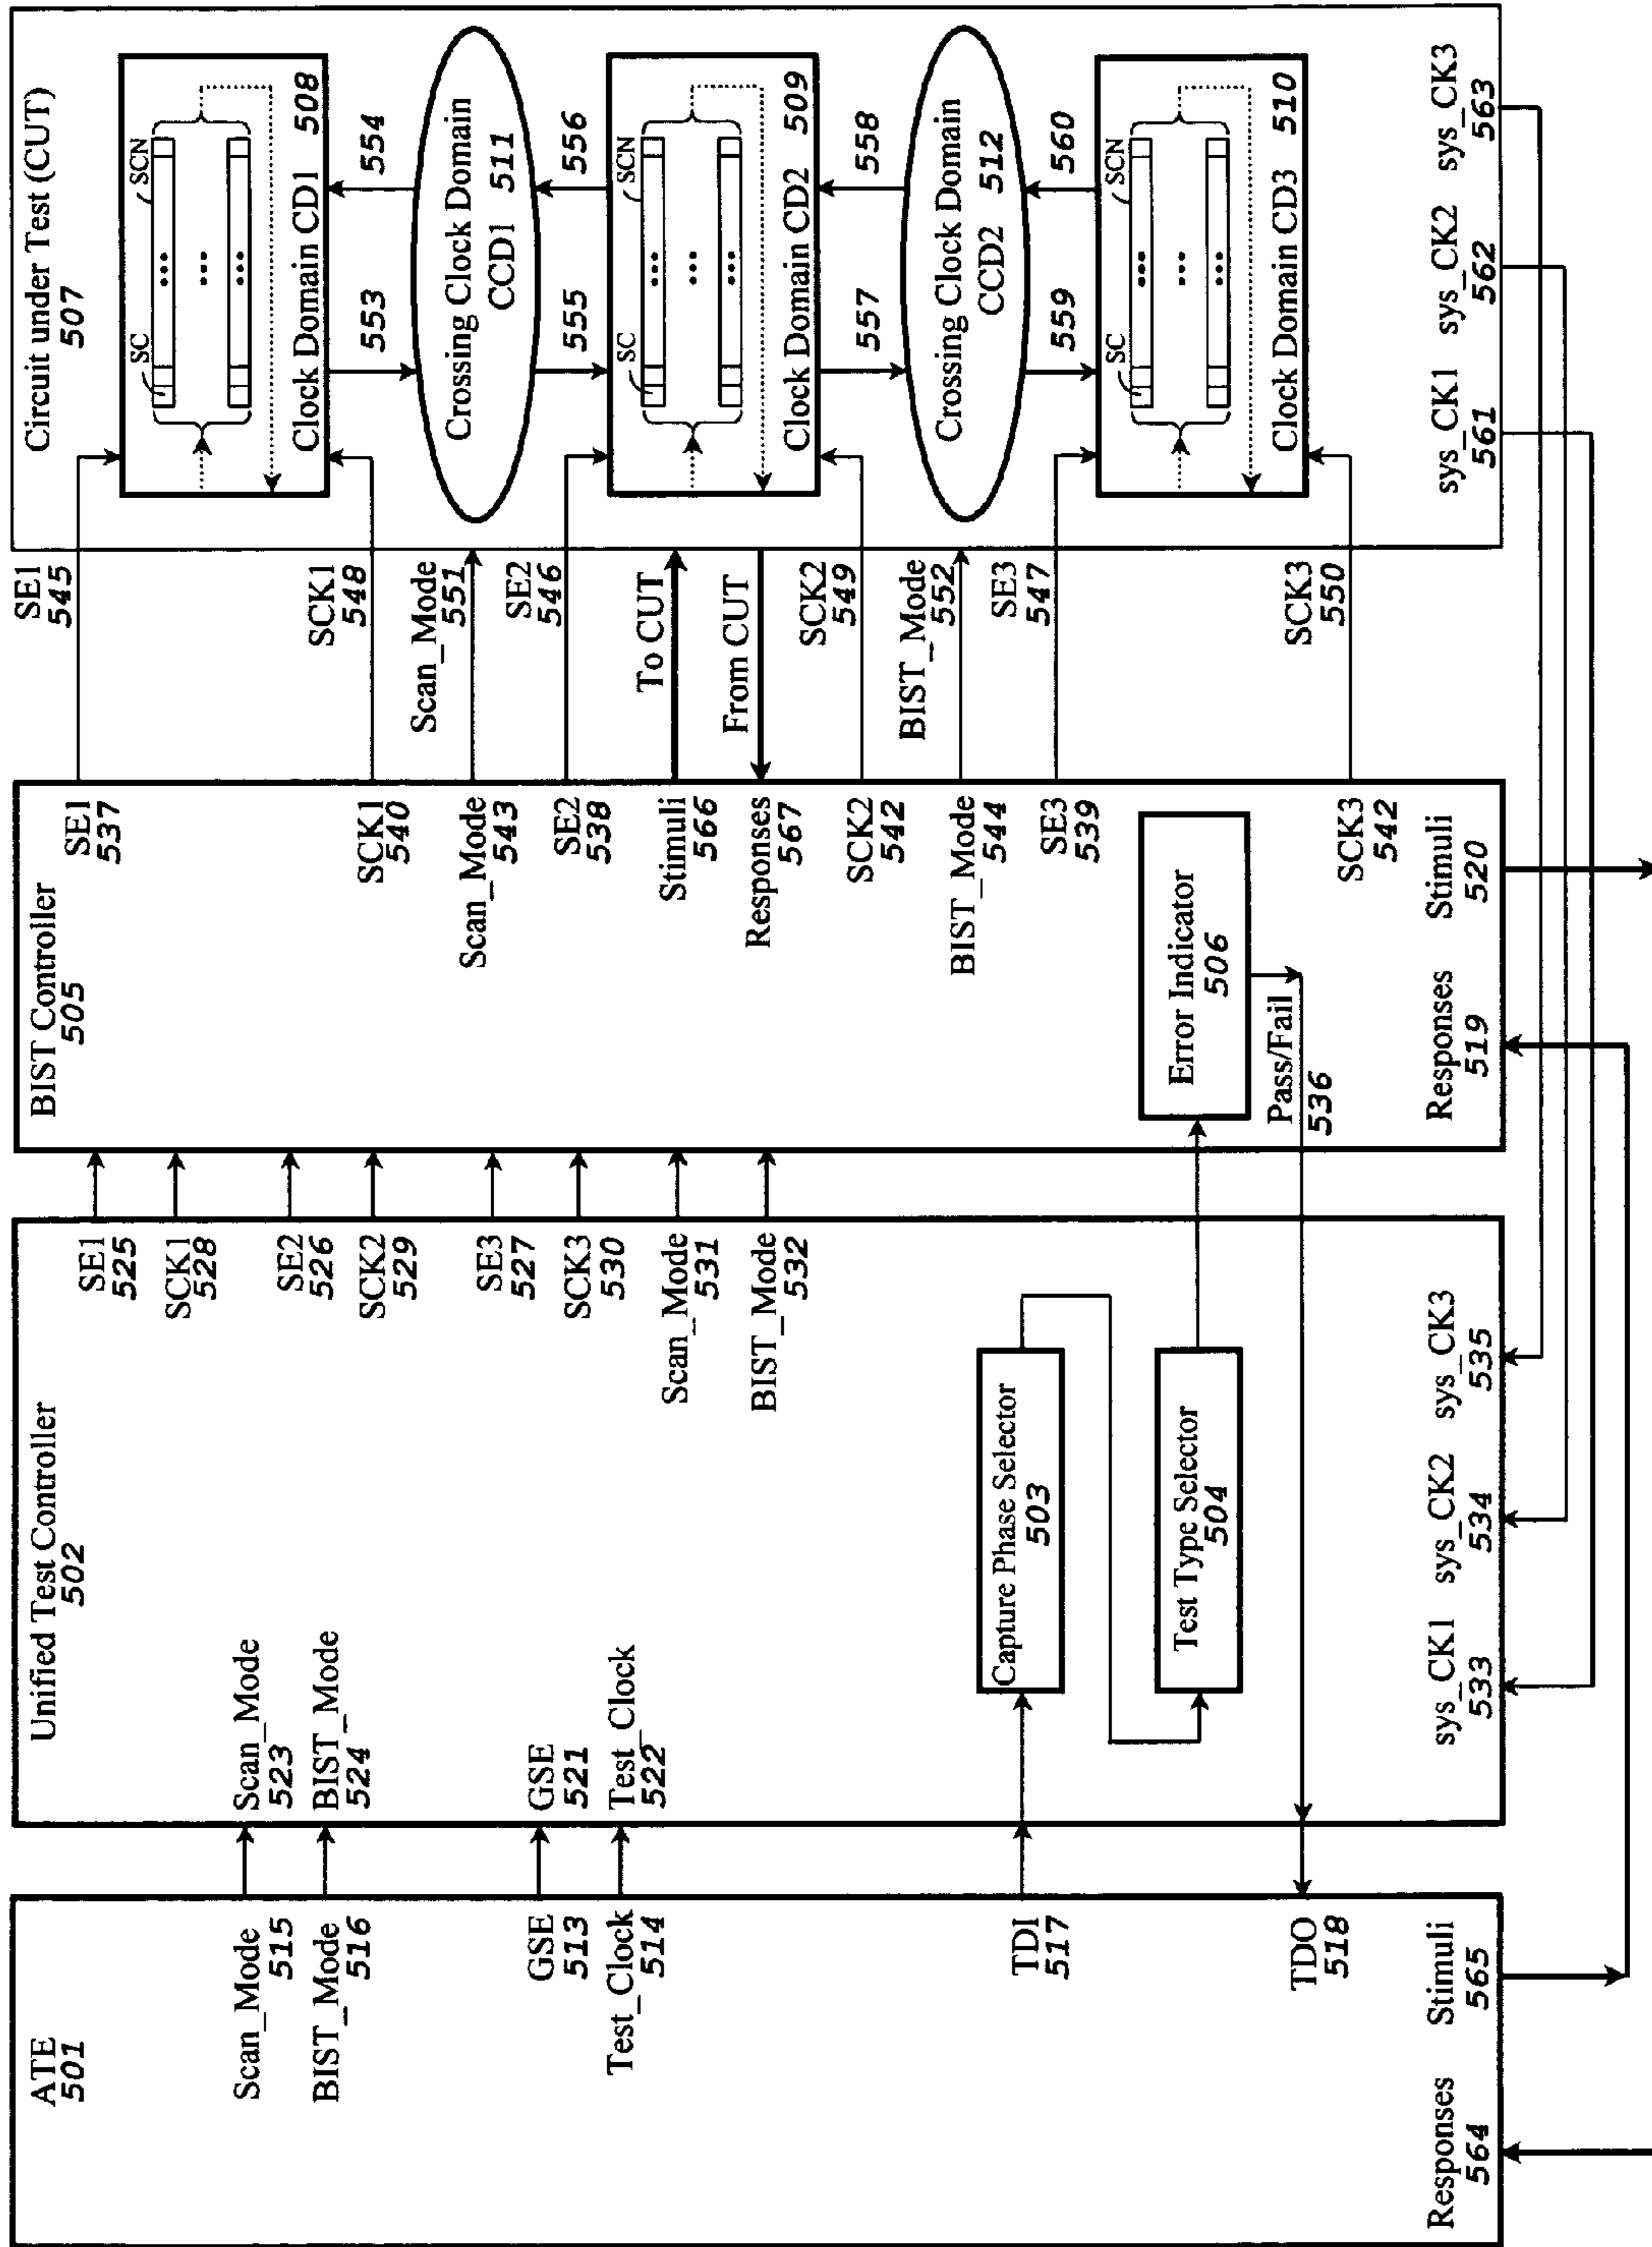 ATE
501
Scan_Mode
515
BIST_Mode
516
GSE
513
Test_Clock
514
TDI
517
TDO
518
Responses
564
Stimuli
565
Unified Test Controller
502
Scan_Mode
523
BIST_Mode
524
GSE
521
Test_Clock
522
SE1
525
SCK1
528
SE2
526
SCK2
529
SE3
527
SCK3
530
Scan_Mode
531
BIST_Mode
532
Capture Phase Selector
503
Test Type Selector
504
sys_CK1
533
sys_CK2
534
sys_CK3
535
BIST Controller
505
SE1
537
SCK1
540
Scan_Mode
543
SE2
538
Stimuli
566
Responses
567
SCK2
542
BIST_Mode
544
SE3
539
SCK3
542
Error Indicator
506
Pass/Fail
536
Responses
519
Stimuli
520
SE1
545
SCK1
548
Scan_Mode
551
SE2
546
To CUT
From CUT
SCK2
549
BIST_Mode
552
SE3
547
SCK3
550
Circuit under Test (CUT)
507
SC
SCN
•••
•••
•••
Clock Domain CD1 508
553
554
Crossing Clock Domain
CCD1 511
555
556
SC
SCN
•••
•••
•••
Clock Domain CD2 509
557
558
Crossing Clock Domain
CCD2 512
559
560
SC
SCN
•••
•••
•••
Clock Domain CD3 510
sys_CK1
561
sys_CK2
562
sys_CK3
563